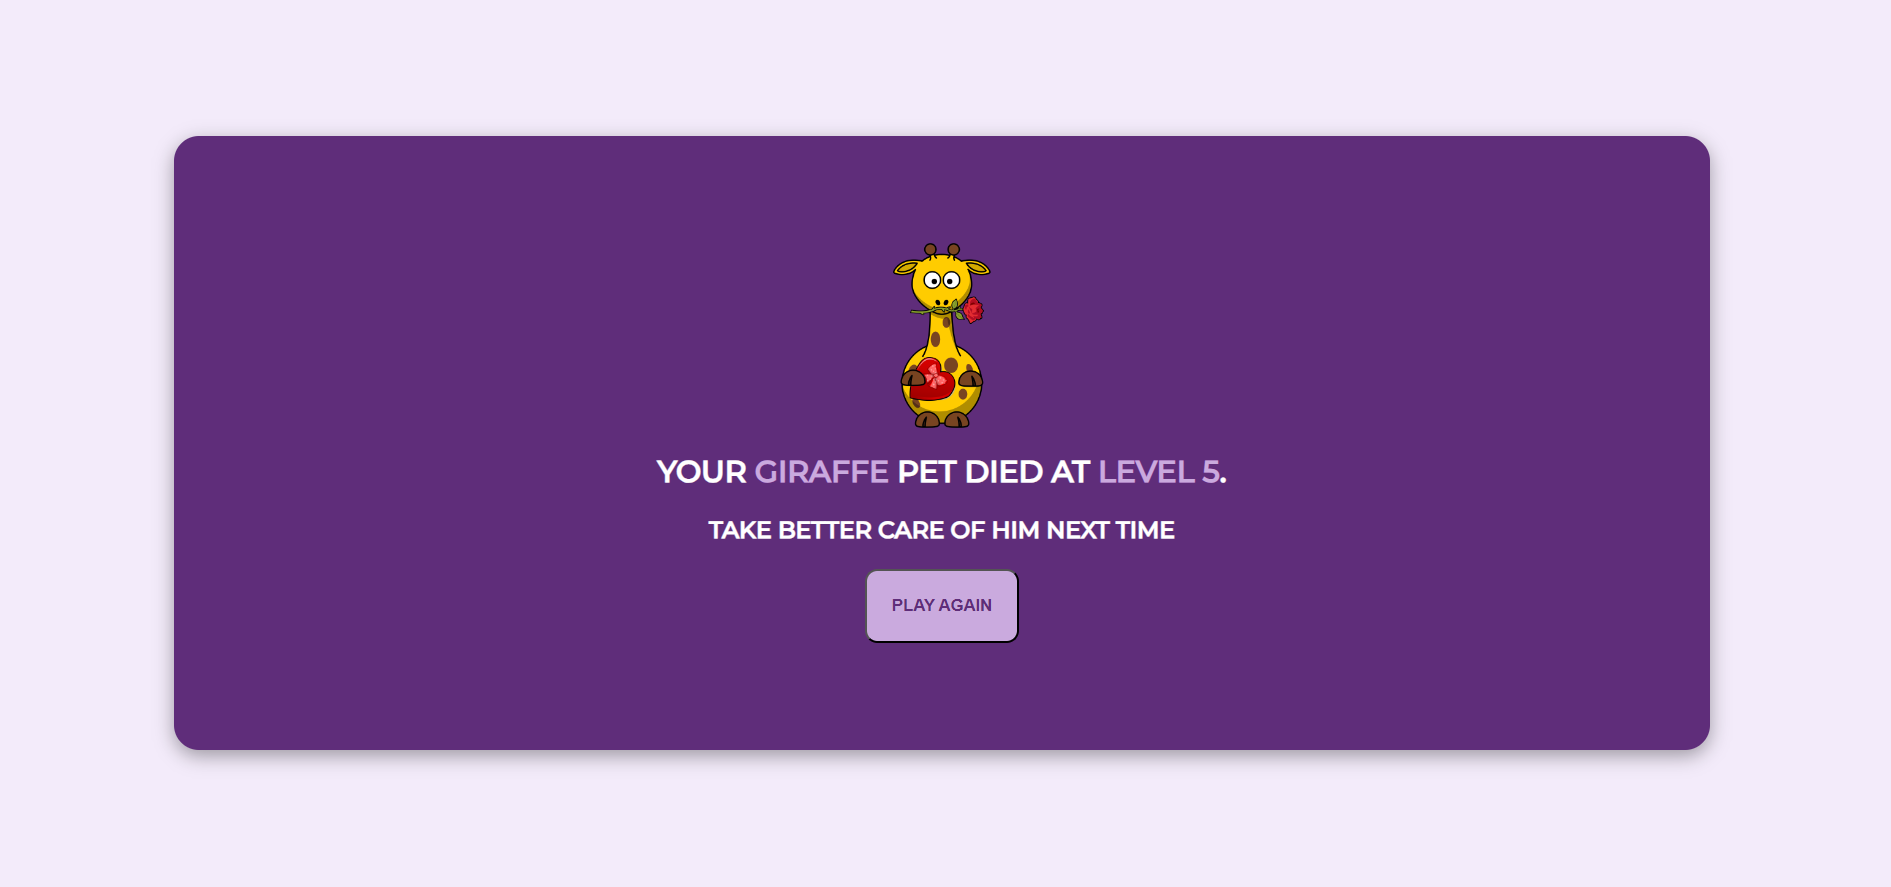 YOUR GIRAFFE PET DIED AT LEVEL 5.
TAKE BETTER CARE OF HIM NEXT TIME
PLAY AGAIN